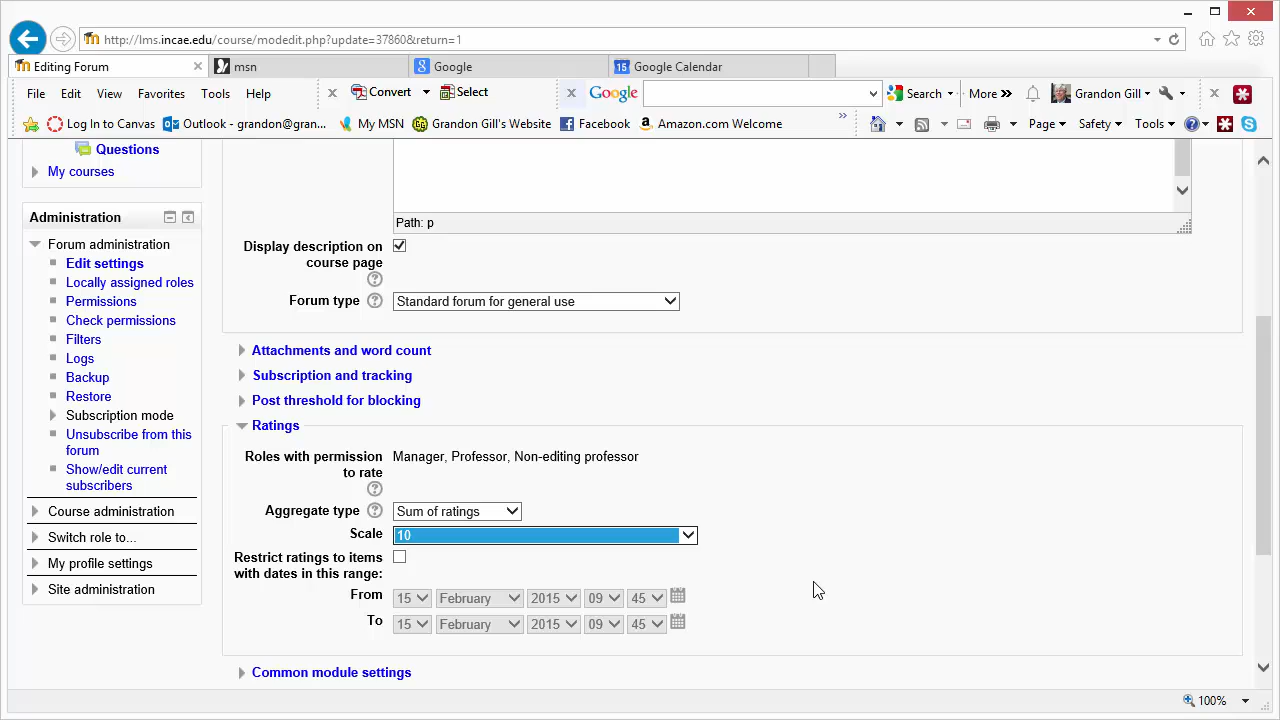 http://lms.incae.edu/course/modedit.php?update=37860&return=1
Editing Forum
msn
Google
15 Google Calendar
File Edit View Favorites Tools Help
Convert
Select
Google
Search
More
Grandon Gill
Log In to Canvas
Outlook - grandon@gran...
My MSN
Grandon Gill's Website
Facebook
Amazon.com Welcome
Page
Safety
Tools
Questions
My courses
Administration
Forum administration
Edit settings
Locally assigned roles
Permissions
Check permissions
Filters
Logs
Backup
Restore
Subscription mode
Unsubscribe from this
forum
Show/edit current
subscribers
Course administration
Switch role to...
My profile settings
Site administration
Path: p
Display description on
course page
Forum type
Standard forum for general use
Attachments and word count
Subscription and tracking
Post threshold for blocking
Ratings
Roles with permission
to rate
Manager, Professor, Non-editing professor
Aggregate type
Sum of ratings
Scale
10
Restrict ratings to items
with dates in this range:
From
15 February 2015 09 45
To
15 February 2015 09 45
Common module settings
100%